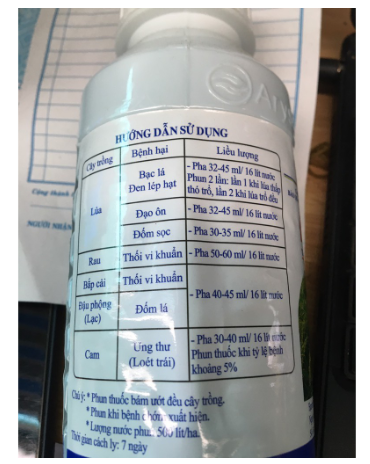 HƯỚNG DẪN SỬ DỤNG
Cây trồng
Bệnh hại
Liều lượng
Lúa
Bạc lá
Đen lép hạt
- Pha 32-45 ml/ 16 lít nước
Phun 2 lần: lần 1 khi lúa thấp
thó trổ, lần 2 khi lúa trổ đều
Đạo ôn
- Pha 32-45 ml/ 16 lít nước
Đốm sọc
- Pha 30-35 ml/ 16 lít nước
Rau
Thối vi khuẩn
- Pha 50-60 ml/ 16 lít nước
Bắp cải
Thối vi khuẩn
- Pha 40-45 ml/ 16 lít nước
Đậu phộng
(Lạc)
Đốm lá
Cam
Ung thư
(Loét trái)
- Pha 30-40 ml/ 16 lít nước
Phun thuốc khi tỷ lệ bệnh
khoảng 5%
Chú ý: * Phun thuốc bám ướt đều cây trồng.
* Phun khi bệnh chớm xuất hiện.
* Lượng nước phun: 500 lít/ha.
Thời gian cách ly: 7 ngày
Cộng thành
NGƯỜI NHẬN